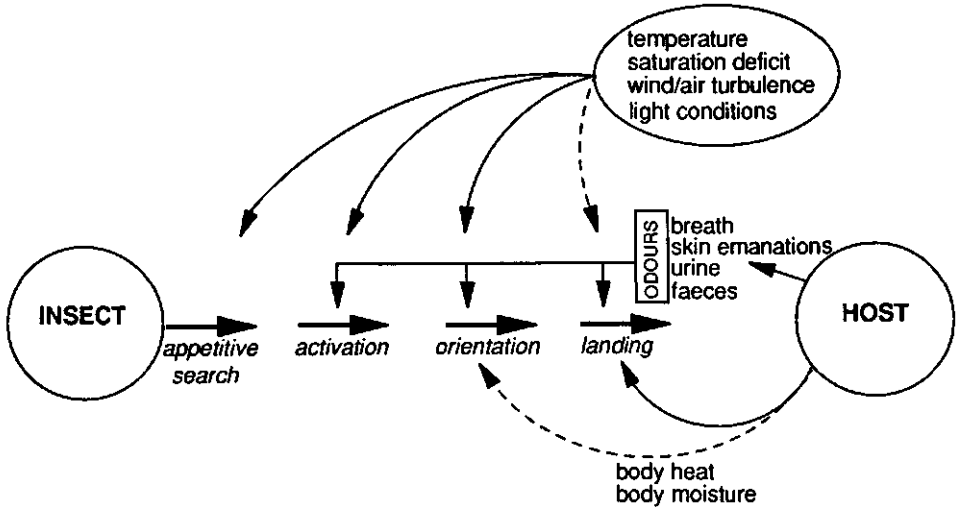 temperature
saturation deficit
wind/air turbulence
light conditions
ODOURS
breath
skin emanations
urine
faeces
INSECT
HOST
appetitive
search
activation
orientation
landing
body heat
body moisture